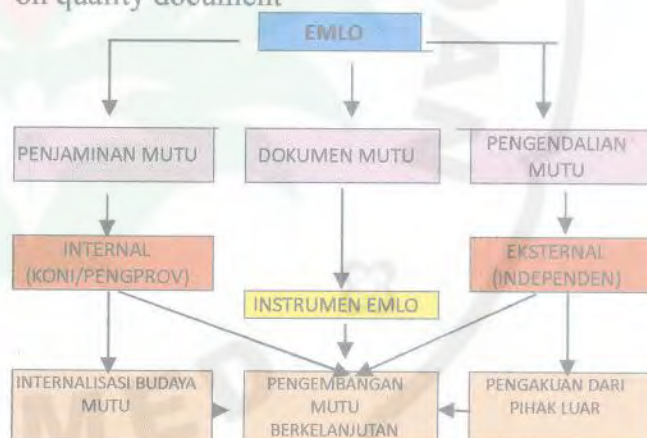 on quality document
EMLO
PENJAMINAN MUTU
DOKUMEN MUTU
PENGENDALIAN
MUTU
INTERNAL
(KONI/PENGPROV)
EKSTERNAL
(INDEPENDEN)
INSTRUMEN EMLO
INTERNALISASI BUDAYA
MUTU
PENGEMBANGAN
MUTU
BERKELANJUTAN
PENGAKUAN DARI
PIHAK LUAR